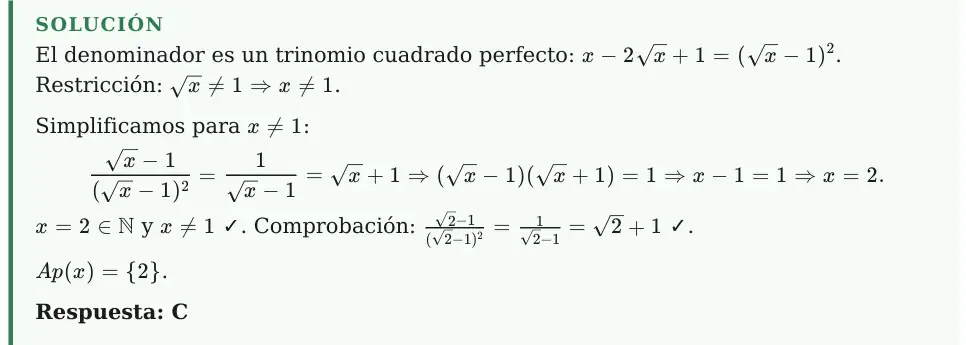 SOLUCIÓN
El denominador es un trinomio cuadrado perfecto: x − 2√x + 1 = (√x − 1)².
Restricción: √x ≠ 1 ⇒ x ≠ 1.
Simplificamos para x ≠ 1:
(√x − 1)/(√x − 1)² = 1/(√x − 1) = √x + 1 ⇒ (√x − 1)(√x + 1) = 1 ⇒ x − 1 = 1 ⇒ x = 2.
x = 2 ∈ ℕ y x ≠ 1 ✓. Comprobación: (√2−1)/(√2−1)² = 1/(√2−1) = √2 + 1 ✓.
Ap(x) = {2}.
Respuesta: C